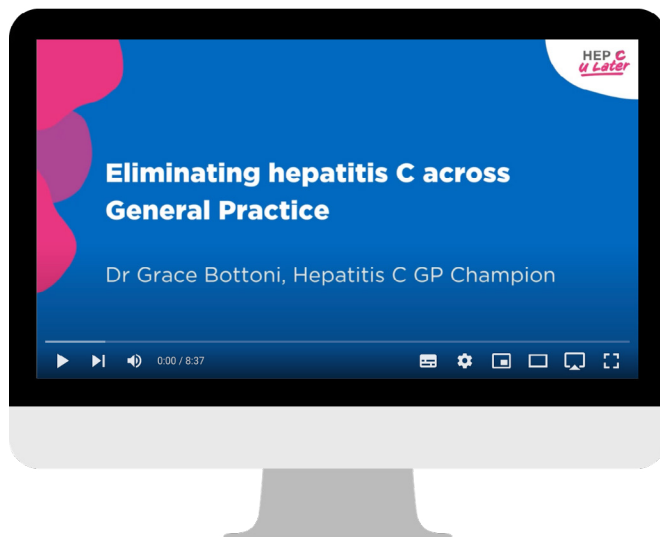 HEP C
U Later
Eliminating hepatitis C across
General Practice
Dr Grace Bottoni, Hepatitis C GP Champion
0:00 / 8:37